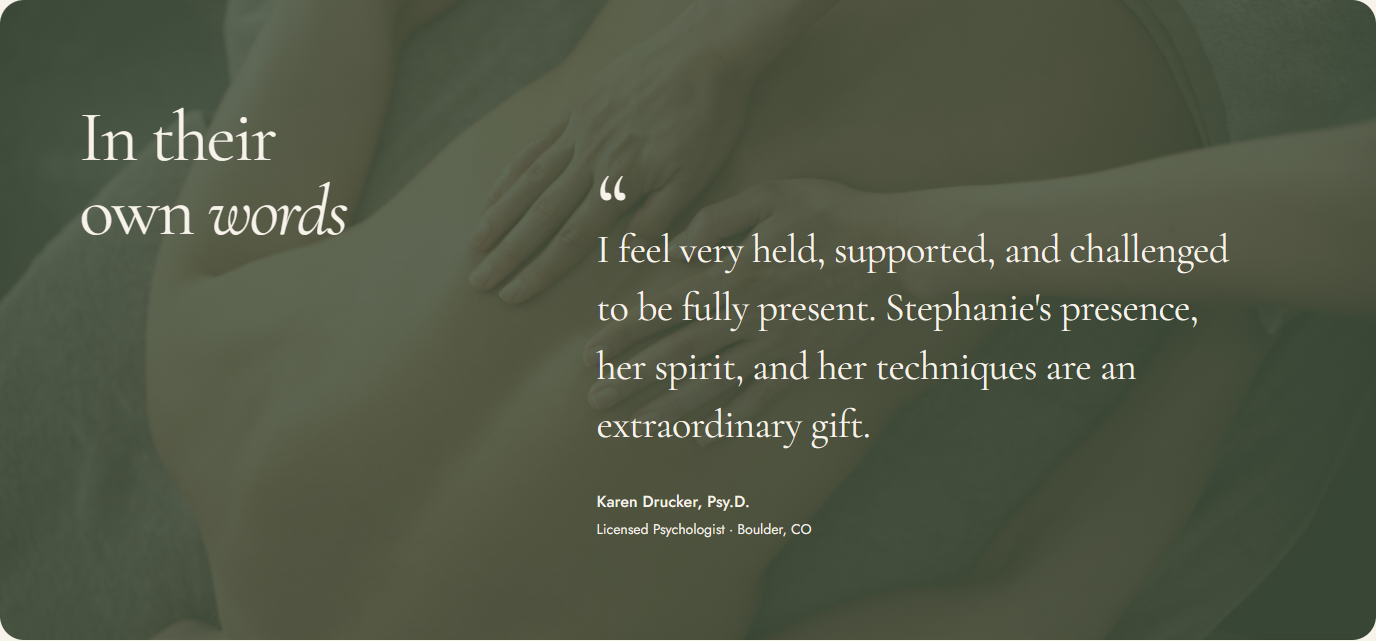 In their
own words
“
I feel very held, supported, and challenged
to be fully present. Stephanie's presence,
her spirit, and her techniques are an
extraordinary gift.
Karen Drucker, Psy.D.
Licensed Psychologist · Boulder, CO